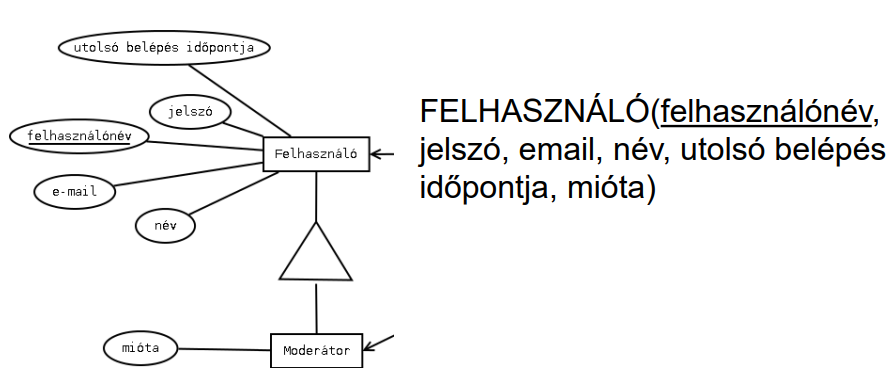 utolsó belépés időpontja
jelszó
felhasználónév
Felhasználó
e-mail
név
mióta
Moderátor
FELHASZNÁLÓ(felhasználónév,
jelszó, email, név, utolsó belépés
időpontja, mióta)